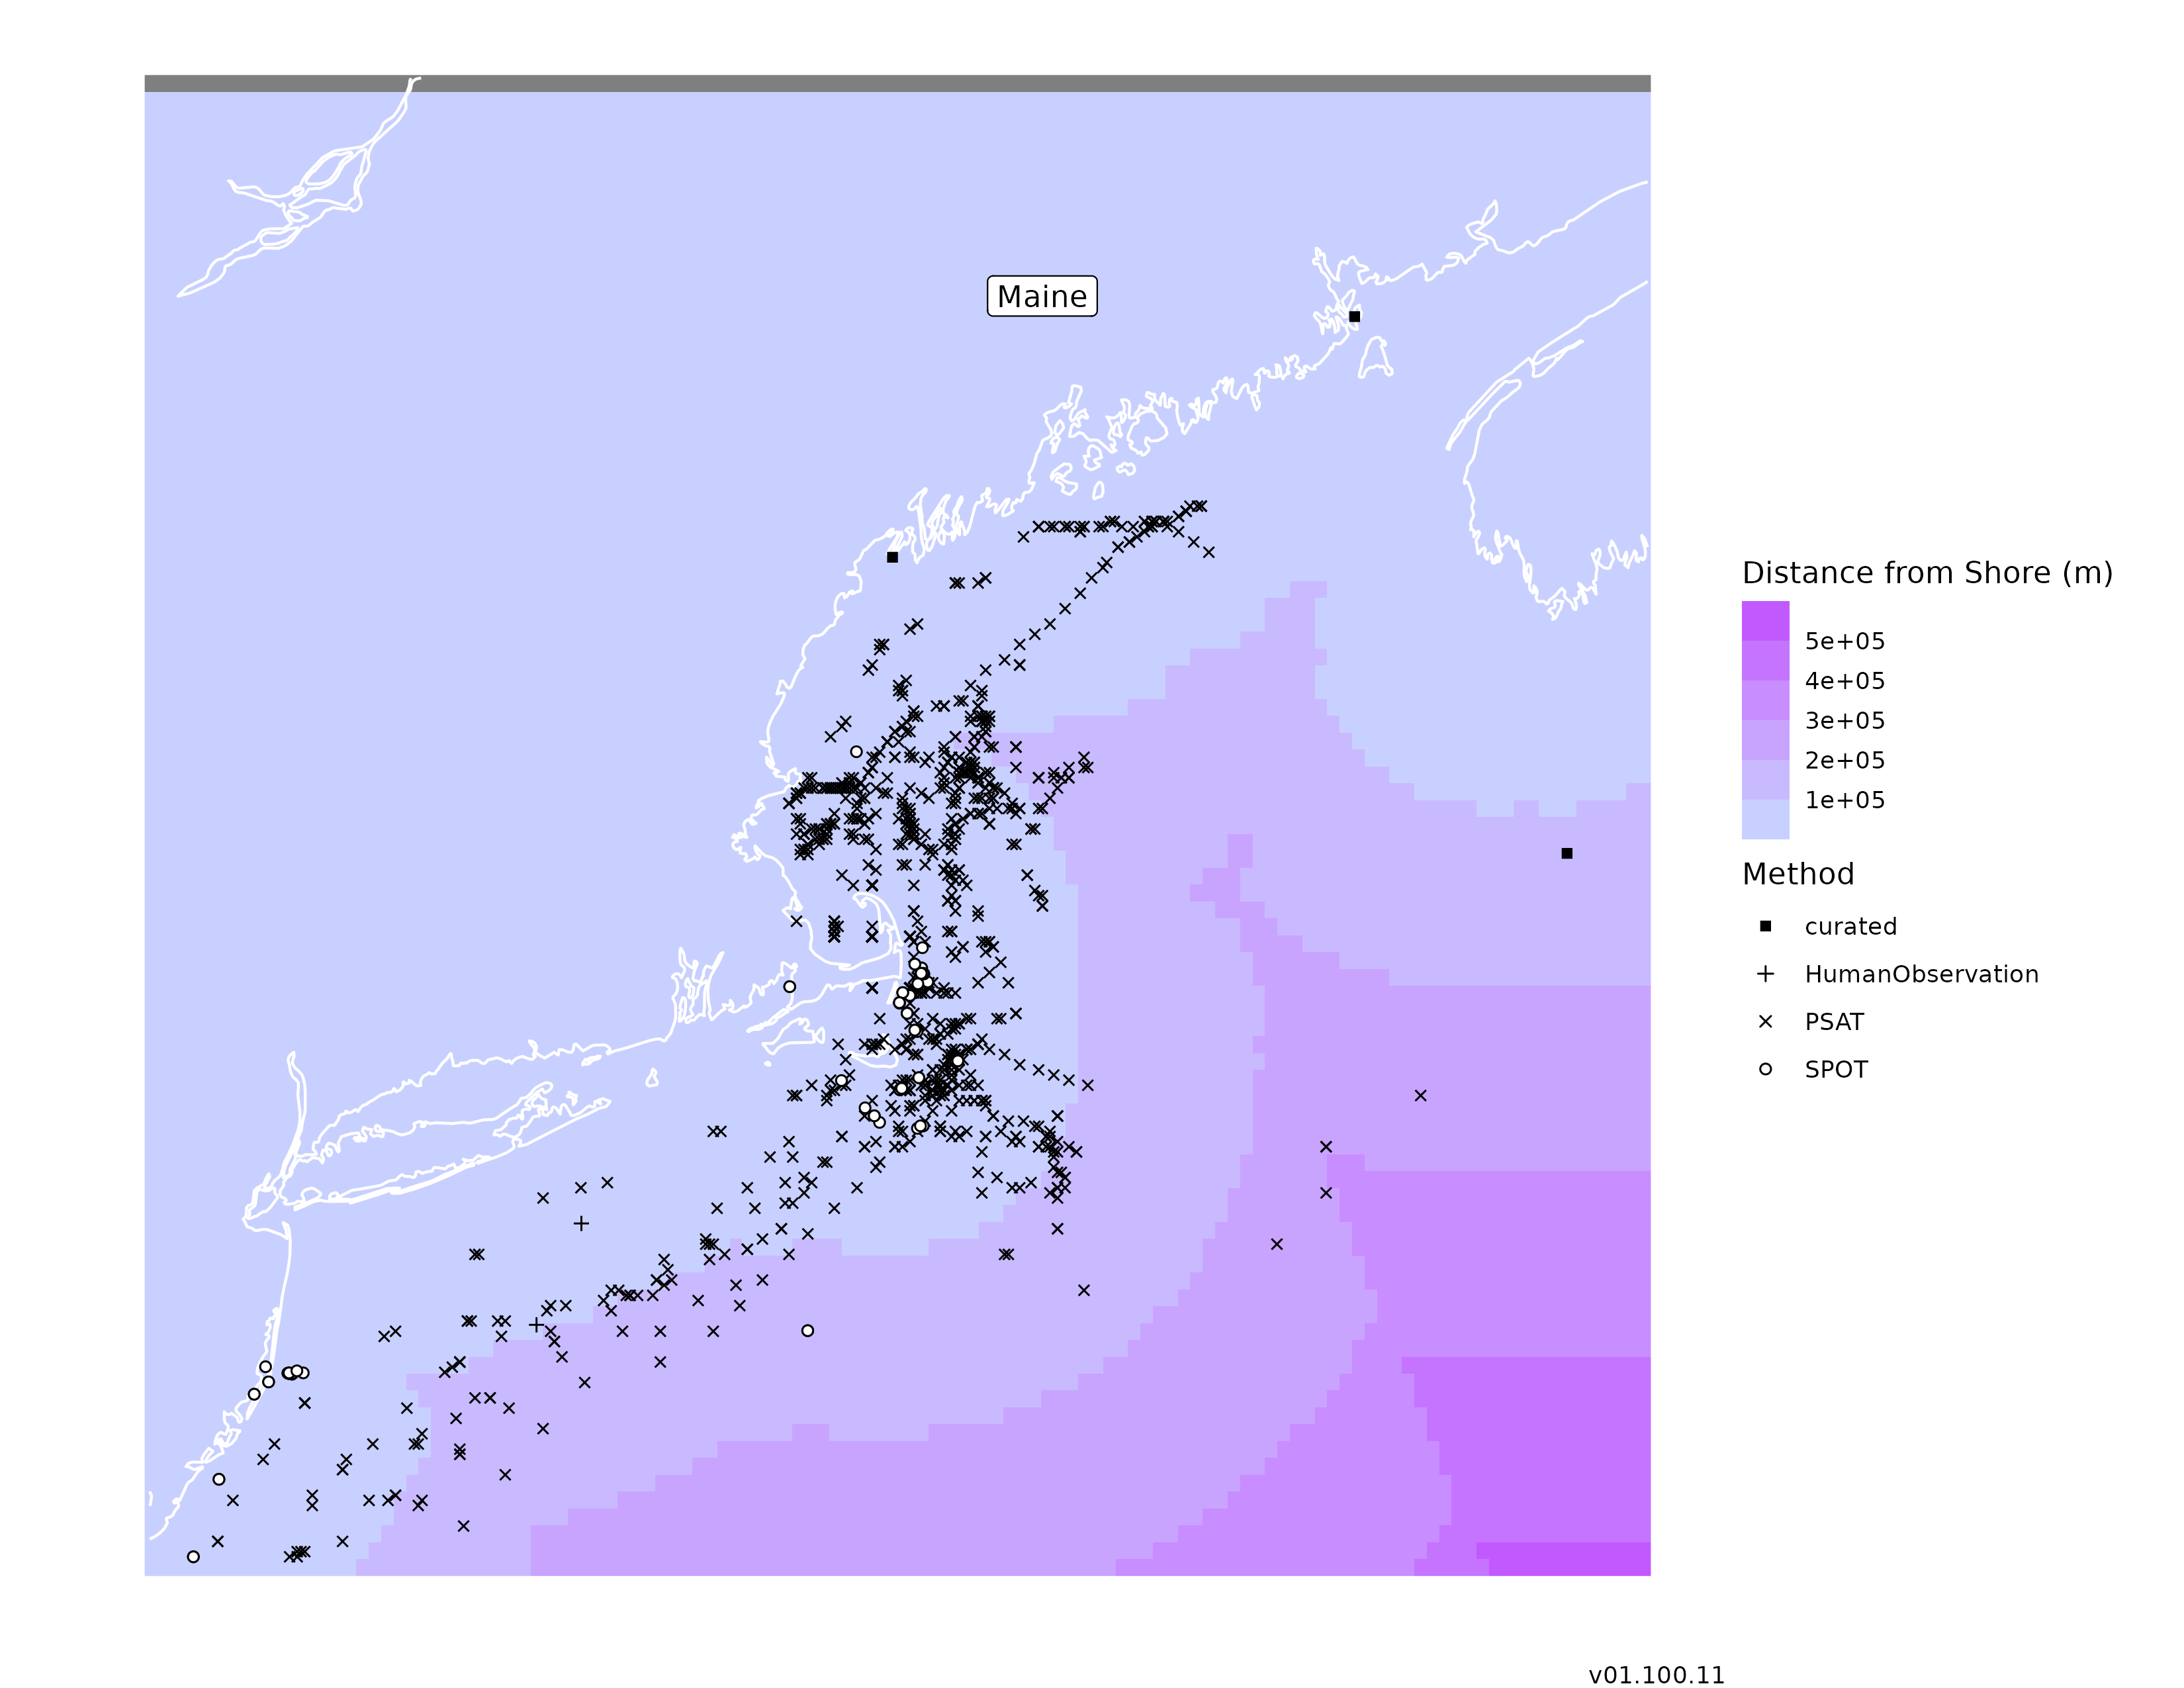 Maine
Distance from Shore (m)
5e+05
4e+05
3e+05
2e+05
1e+05
Method
curated
HumanObservation
PSAT
SPOT
v01.100.11